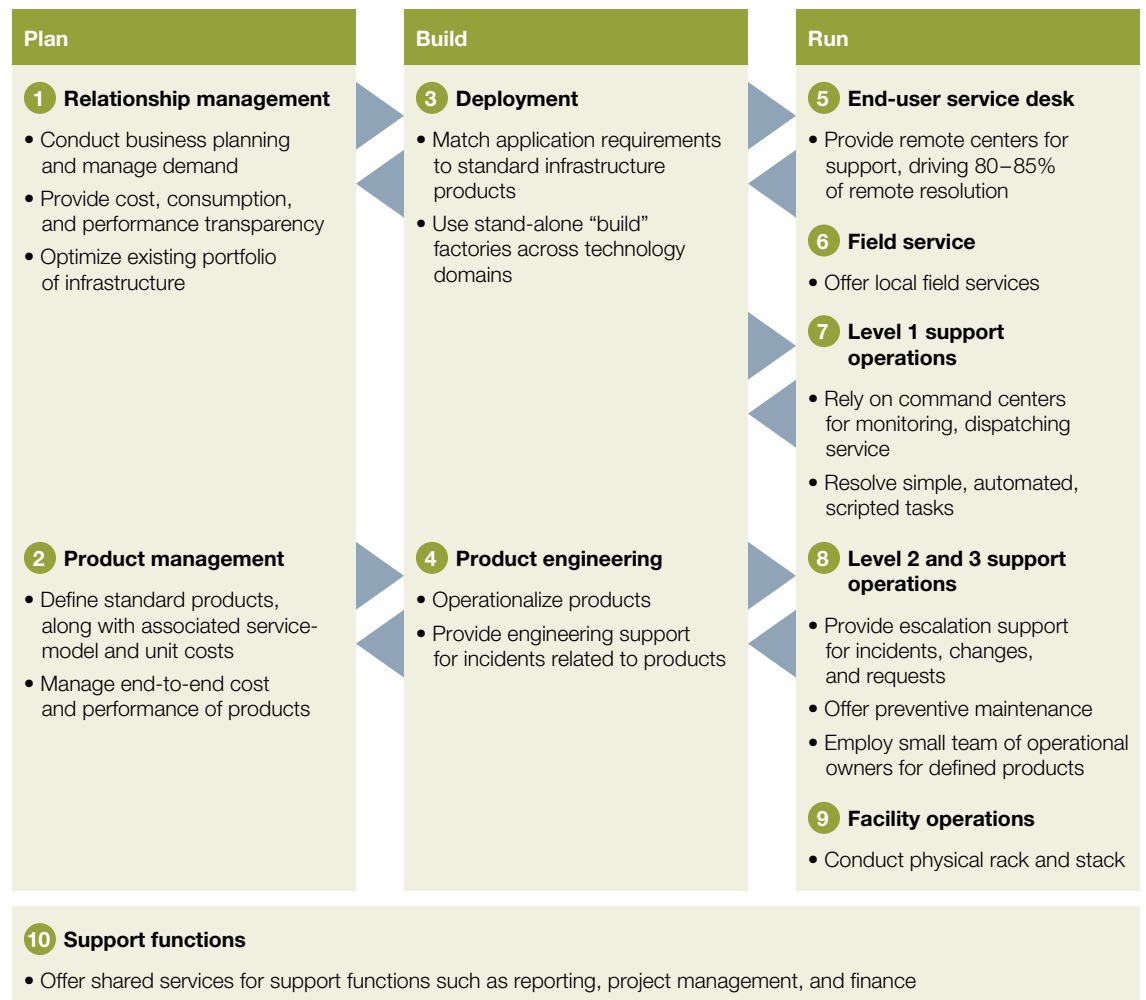 Plan
1 Relationship management
• Conduct business planning
and manage demand
• Provide cost, consumption,
and performance transparency
• Optimize existing portfolio
of infrastructure
2 Product management
• Define standard products,
along with associated service-
model and unit costs
• Manage end-to-end cost
and performance of products
Build
3 Deployment
• Match application requirements
to standard infrastructure
products
• Use stand-alone “build”
factories across technology
domains
4 Product engineering
• Operationalize products
• Provide engineering support
for incidents related to products
Run
5 End-user service desk
• Provide remote centers for
support, driving 80–85%
of remote resolution
6 Field service
• Offer local field services
7 Level 1 support
operations
• Rely on command centers
for monitoring, dispatching
service
• Resolve simple, automated,
scripted tasks
8 Level 2 and 3 support
operations
• Provide escalation support
for incidents, changes,
and requests
• Offer preventive maintenance
• Employ small team of operational
owners for defined products
9 Facility operations
• Conduct physical rack and stack
10 Support functions
• Offer shared services for support functions such as reporting, project management, and finance